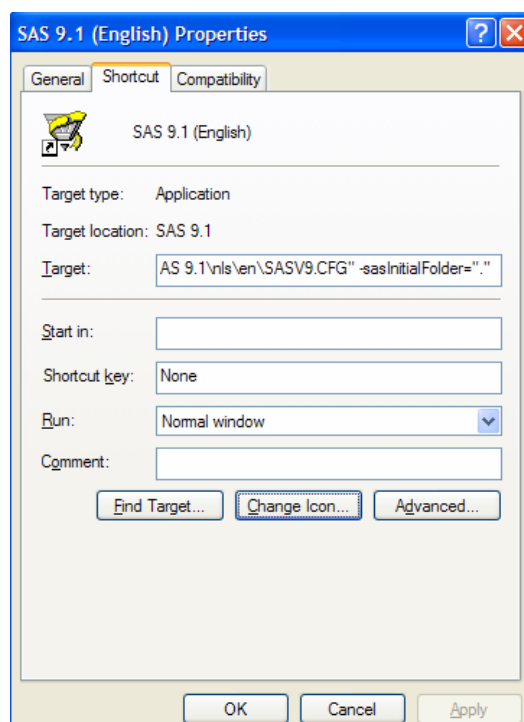 SAS 9.1 (English) Properties
General Shortcut Compatibility
SAS 9.1 (English)
Target type: Application
Target location: SAS 9.1
Target: AS 9.1\nls\en\SASV9.CFG" -sasInitialFolder="."
Start in:
Shortcut key: None
Run: Normal window
Comment:
Find Target... Change Icon... Advanced...
OK Cancel Apply